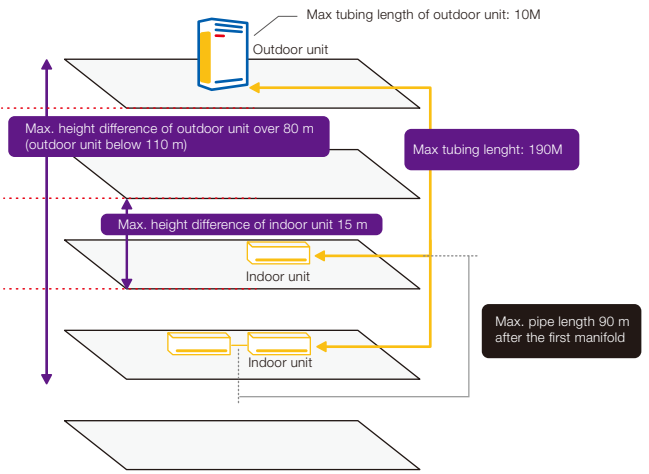 Max tubing length of outdoor unit: 10M
Outdoor unit
Max. height difference of outdoor unit over 80 m
(outdoor unit below 110 m)
Max tubing lenght: 190M
Max. height difference of indoor unit 15 m
Indoor unit
Max. pipe length 90 m
after the first manifold
Indoor unit